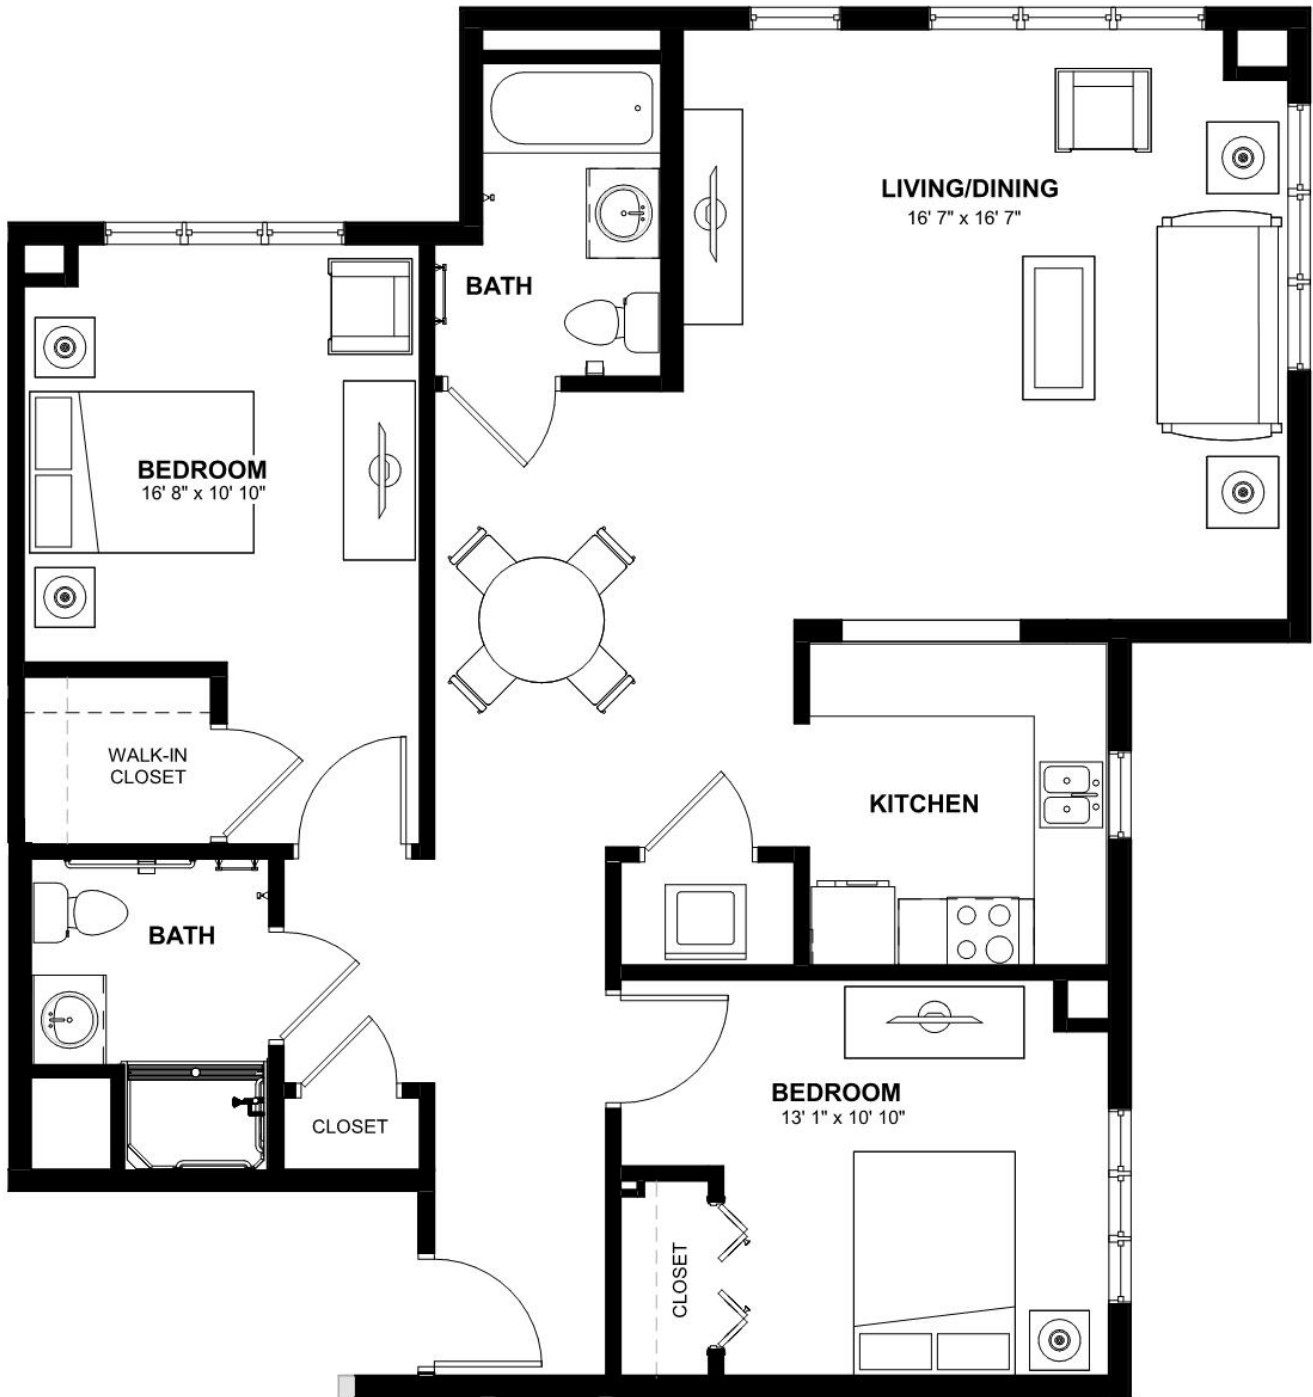 LIVING/DINING
16' 7" x 16' 7"
BATH
BEDROOM
16' 8" x 10' 10"
WALK-IN
CLOSET
KITCHEN
BATH
BEDROOM
13' 1" x 10' 10"
CLOSET
CLOSET